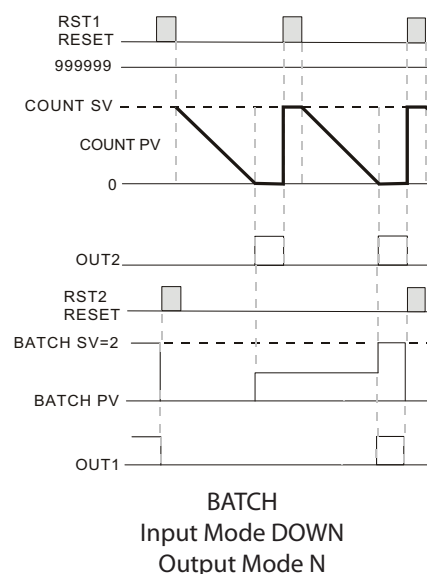 RST1
RESET
999999
COUNT SV
COUNT PV
0
OUT2
RST2
RESET
BATCH SV=2
BATCH PV
OUT1
BATCH
Input Mode DOWN
Output Mode N